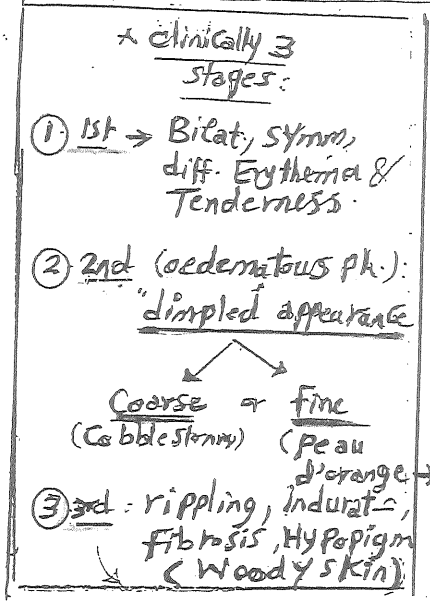 * Clinically 3
stages:
① 1st → Bilat, symm,
diff. Erythema &
Tenderness.
② 2nd (oedematous ph.):
"dimpled appearance
Coarse or Fine
(Cobblestonny) (peau
d'orange →
③ 3rd : rippling, Indurat-,
Fibrosis, Hypopigm
(Woody skin)